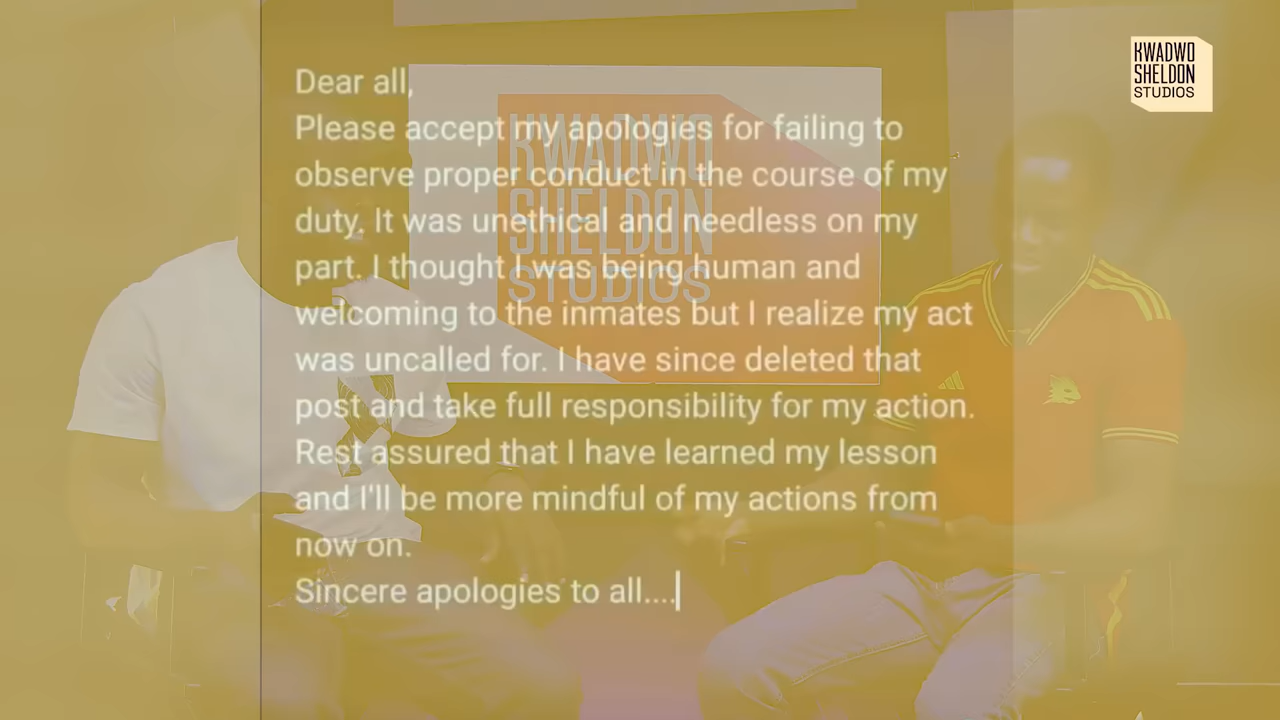 KWADWO
SHELDON
STUDIOS
Dear all,
Please accept my apologies for failing to
observe proper conduct in the course of my
duty. It was unethical and needless on my
part. I thought I was being human and
welcoming to the inmates but I realize my act
was uncalled for. I have since deleted that
post and take full responsibility for my action.
Rest assured that I have learned my lesson
and I'll be more mindful of my actions from
now on.
Sincere apologies to all....
KWADWO
SHELDON
STUDIOS